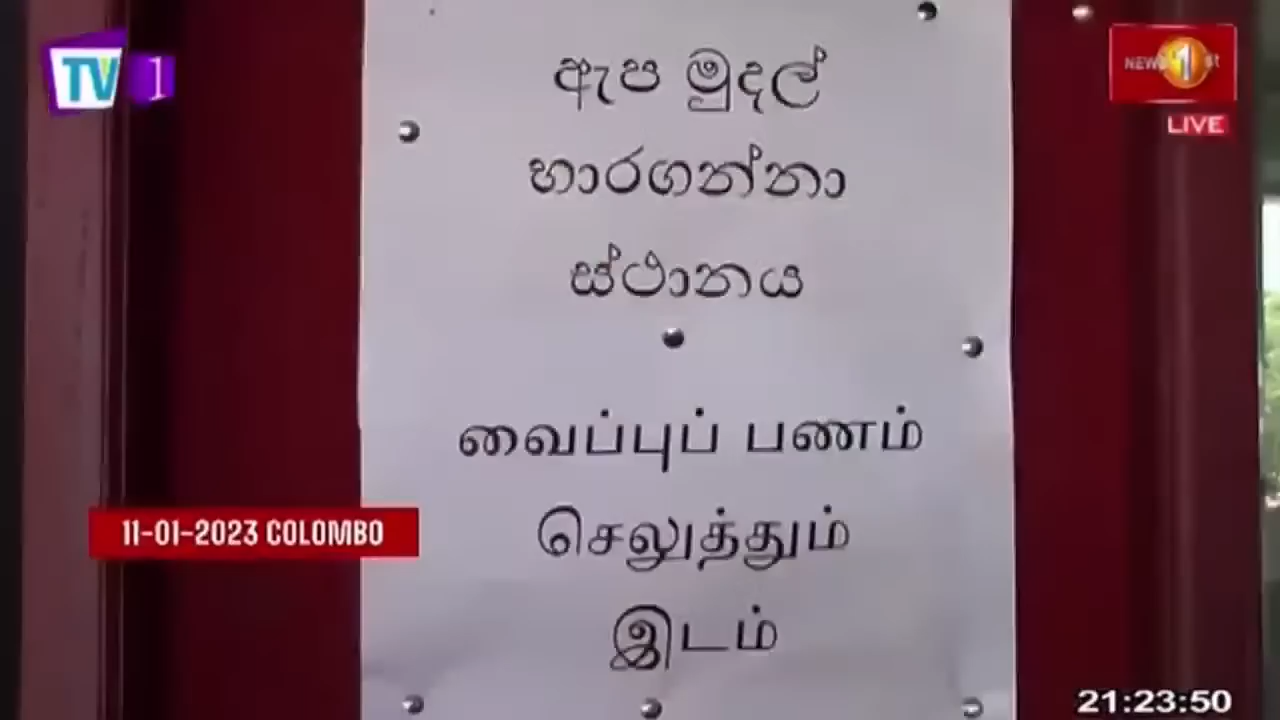 TV 1
NEWS 1st
LIVE
ඇප මුදල්
භාරගන්නා
ස්ථානය
வைப்புப் பணம்
செலுத்தும்
இடம்
11-01-2023 COLOMBO
21:23:50